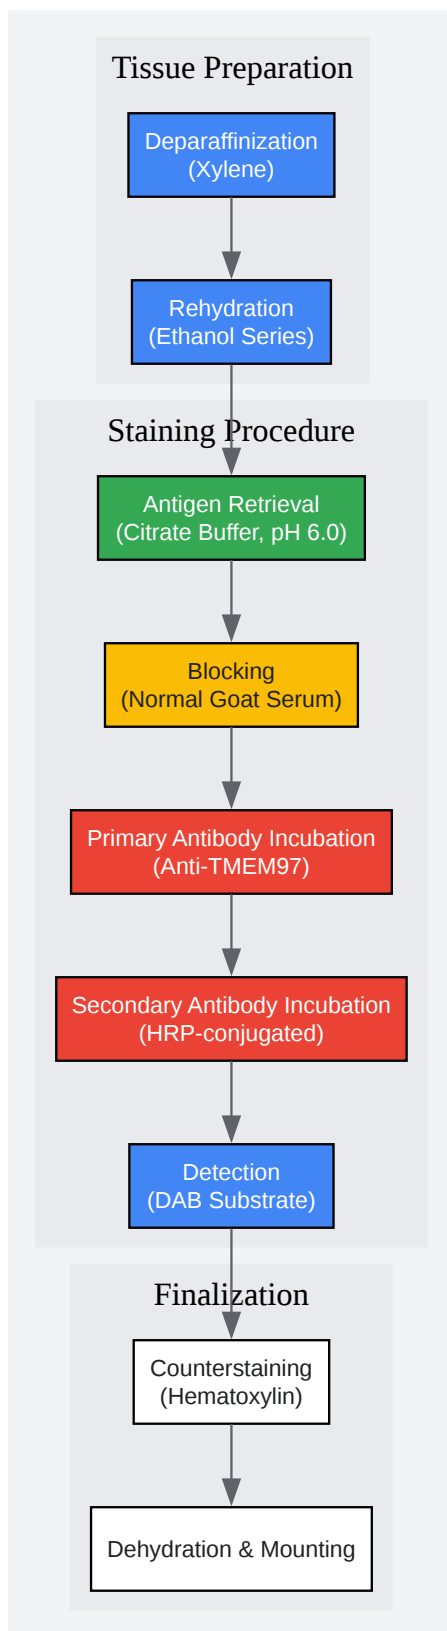 Tissue Preparation
Deparaffinization
(Xylene)
Rehydration
(Ethanol Series)
Staining Procedure
Antigen Retrieval
(Citrate Buffer, pH 6.0)
Blocking
(Normal Goat Serum)
Primary Antibody Incubation
(Anti-TMEM97)
Secondary Antibody Incubation
(HRP-conjugated)
Detection
(DAB Substrate)
Finalization
Counterstaining
(Hematoxylin)
Dehydration & Mounting